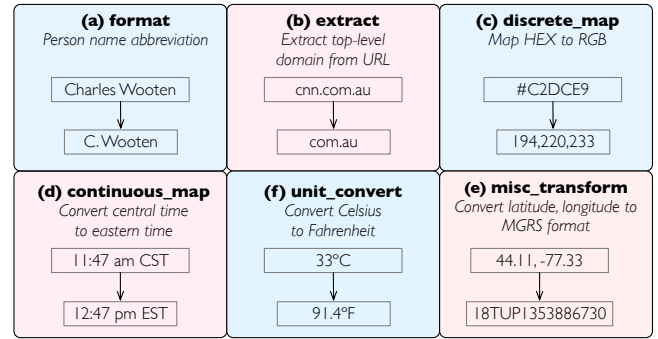 (a) format
Person name abbreviation
Charles Wooten
C. Wooten
(b) extract
Extract top-level
domain from URL
cnn.com.au
com.au
(c) discrete_map
Map HEX to RGB
#C2DCE9
194,220,233
(d) continuous_map
Convert central time
to eastern time
11:47 am CST
12:47 pm EST
(f) unit_convert
Convert Celsius
to Fahrenheit
33ºC
91.4ºF
(e) misc_transform
Convert latitude, longitude to
MGRS format
44.11, -77.33
18TUP1353886730